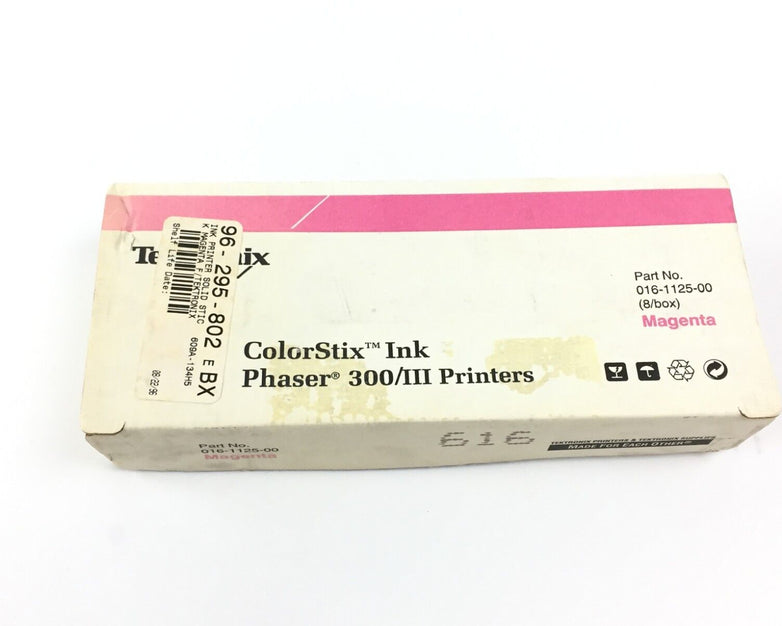 96-295-802 E BX
INK PRINTER SOLID STIC
K MAGENTA F/TEKTRONIX
609A-134H5
Shelf Life Date:
05-22-96
Part No.
016-1125-00
(8/box)
Magenta
ColorStix™ Ink
Phaser® 300/III Printers
Part No.
016-1125-00
Magenta
616
TEKTRONIX PRINTERS & TEKTRONIX SUPPLIES
MADE FOR EACH OTHER®